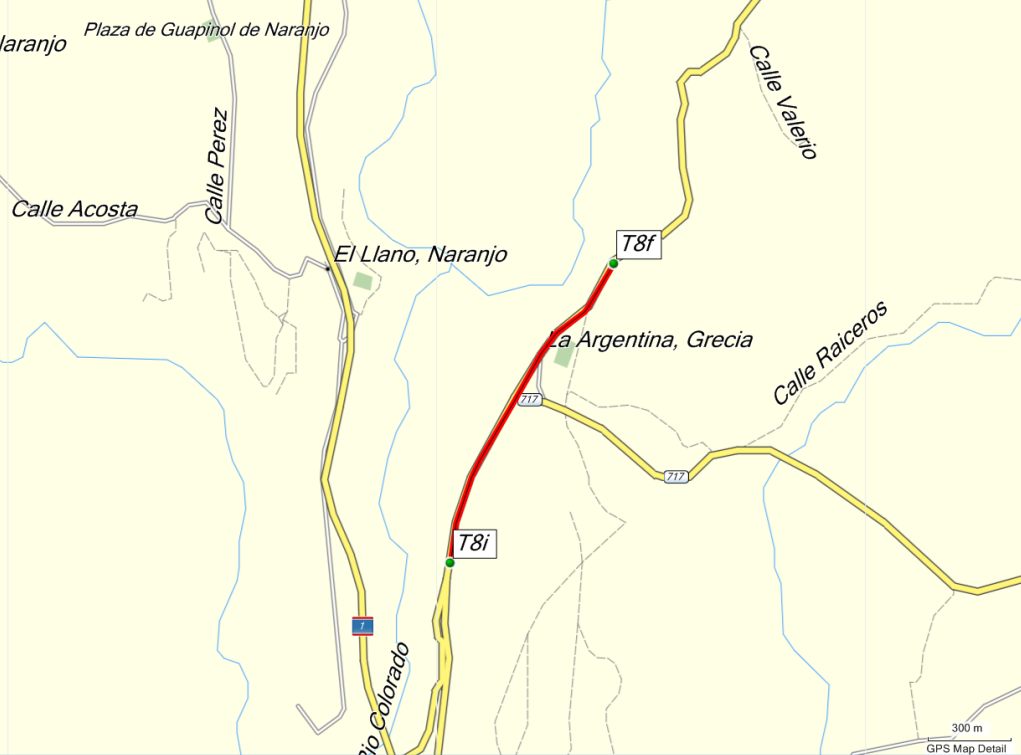 Plaza de Guapinol de Naranjo
Naranjo
Calle Valerio
Calle Perez
Calle Acosta
T8f
El Llano, Naranjo
La Argentina, Grecia
Calle Raiceros
717
717
T8i
1
Colorado
300 m
GPS Map Detail